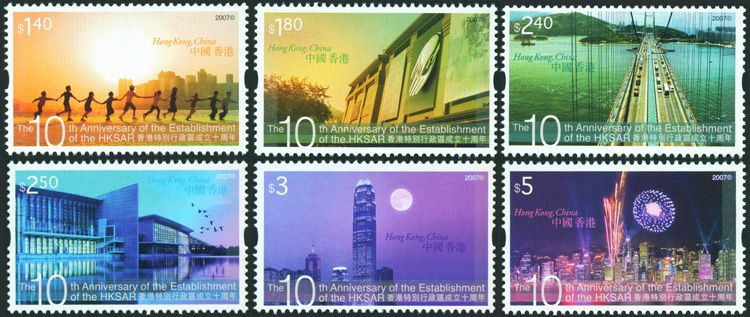 $1.40
2007©
Hong Kong, China
中國香港
The 10th Anniversary of the Establishment
of the HKSAR 香港特別行政區成立十周年
$1.80
2007©
Hong Kong, China
中國香港
The 10th Anniversary of the Establishment
of the HKSAR 香港特別行政區成立十周年
$2.40
2007©
Hong Kong, China
中國香港
The 10th Anniversary of the Establishment
of the HKSAR 香港特別行政區成立十周年
$2.50
2007©
Hong Kong, China
中國香港
The 10th Anniversary of the Establishment
of the HKSAR 香港特別行政區成立十周年
$3
2007©
Hong Kong, China
中國香港
The 10th Anniversary of the Establishment
of the HKSAR 香港特別行政區成立十周年
$5
2007©
Hong Kong, China
中國香港
The 10th Anniversary of the Establishment
of the HKSAR 香港特別行政區成立十周年